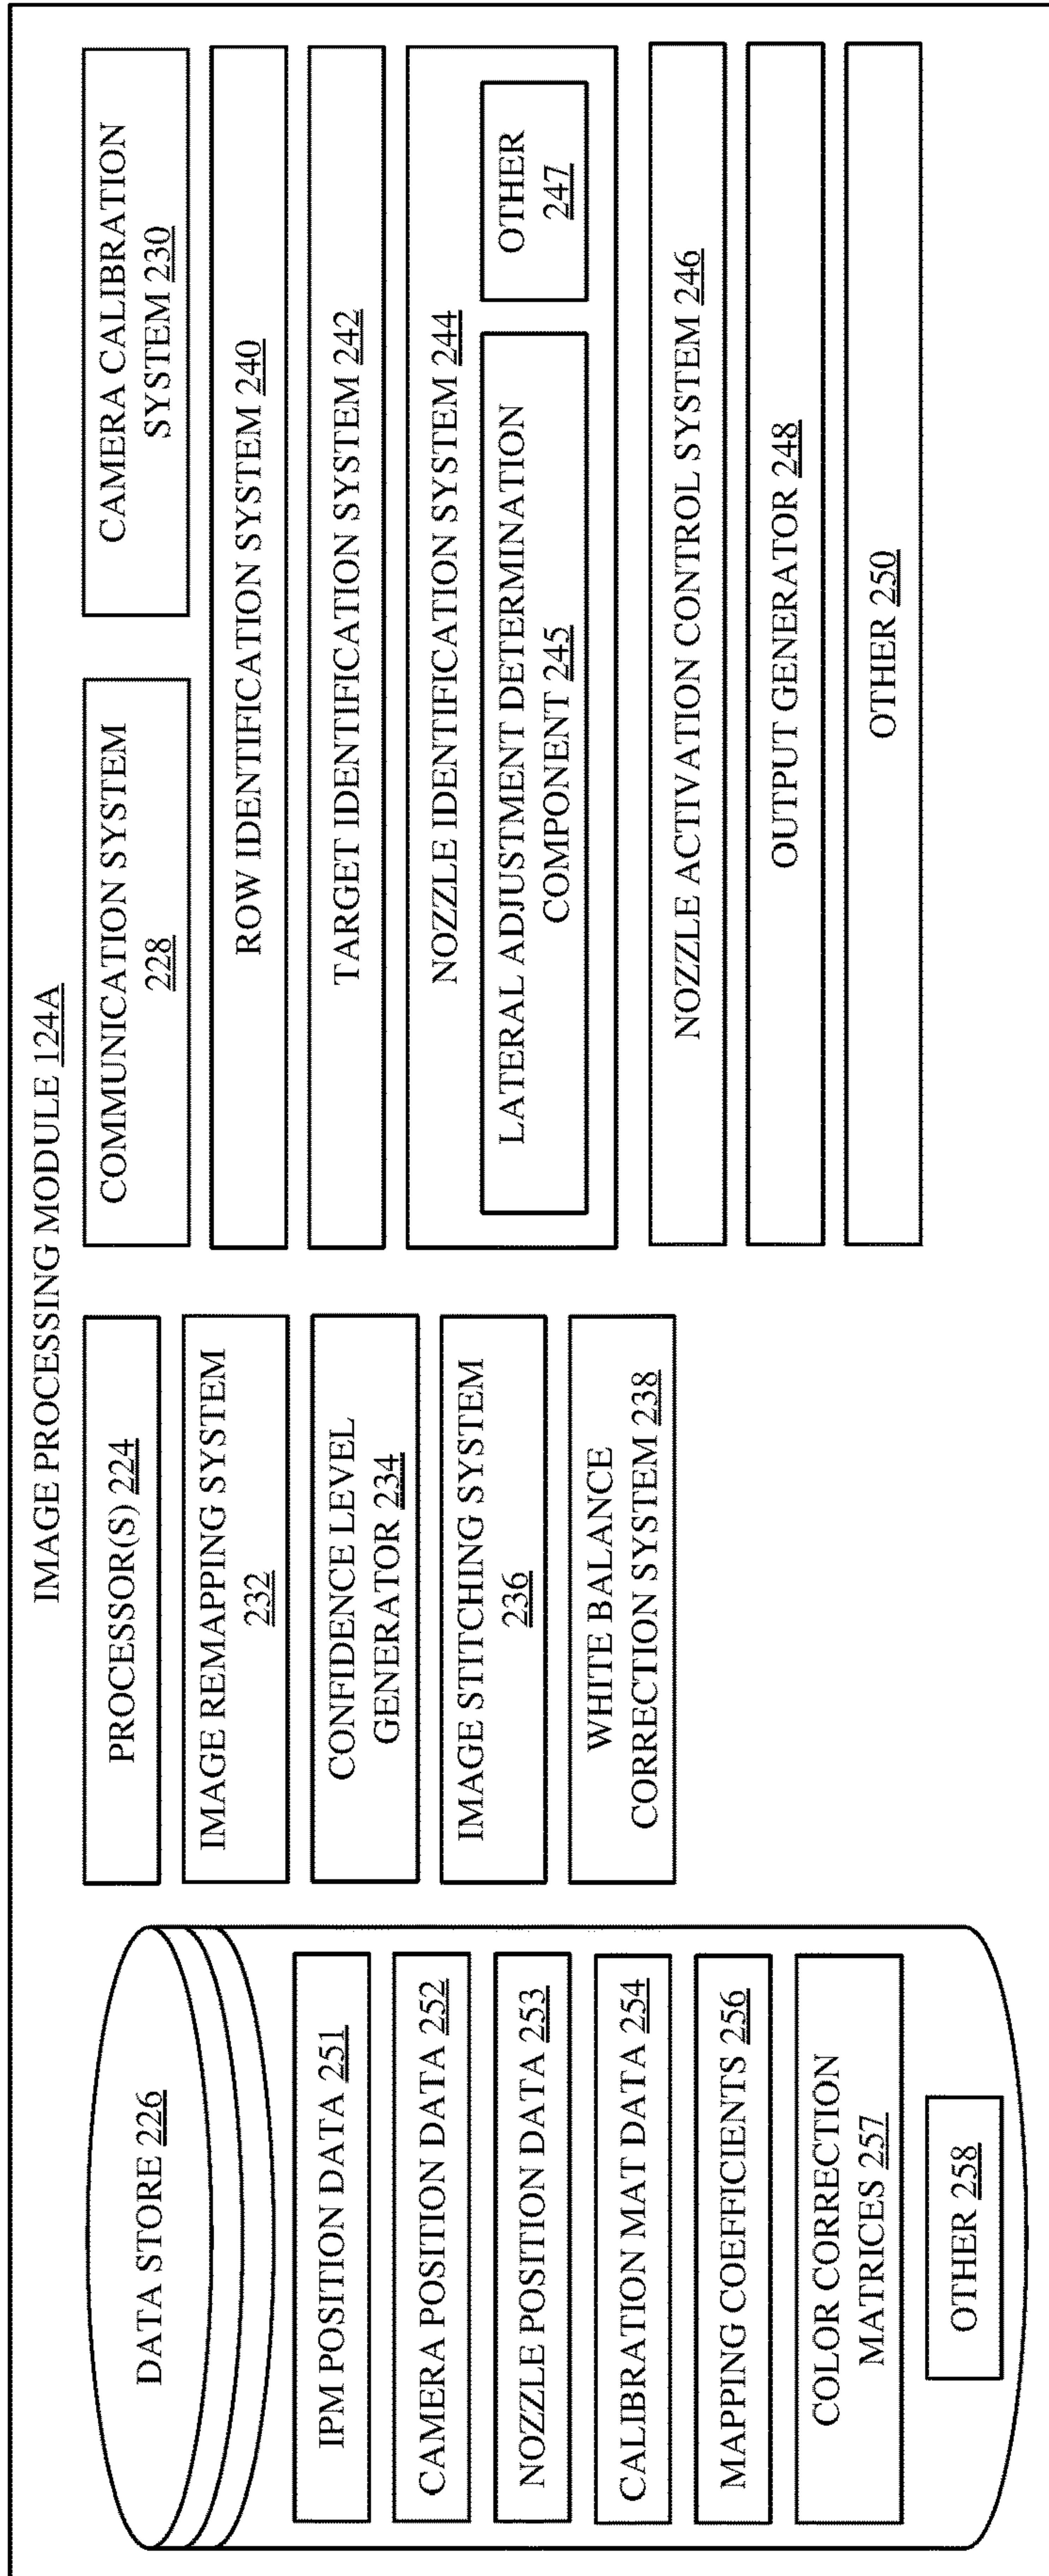 IMAGE PROCESSING MODULE 124A
DATA STORE 226
IPM POSITION DATA 251
CAMERA POSITION DATA 252
NOZZLE POSITION DATA 253
CALIBRATION MAT DATA 254
MAPPING COEFFICIENTS 256
COLOR CORRECTION
MATRICES 257
OTHER 258
PROCESSOR(S) 224
IMAGE REMAPPING SYSTEM
232
CONFIDENCE LEVEL
GENERATOR 234
IMAGE STITCHING SYSTEM
236
WHITE BALANCE
CORRECTION SYSTEM 238
COMMUNICATION SYSTEM
228
CAMERA CALIBRATION
SYSTEM 230
ROW IDENTIFICATION SYSTEM 240
TARGET IDENTIFICATION SYSTEM 242
NOZZLE IDENTIFICATION SYSTEM 244
LATERAL ADJUSTMENT DETERMINATION
COMPONENT 245
OTHER
247
NOZZLE ACTIVATION CONTROL SYSTEM 246
OUTPUT GENERATOR 248
OTHER 250